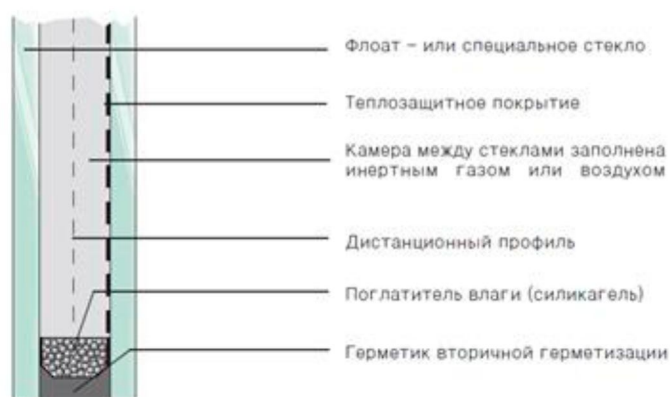 Флоат – или специальное стекло
Теплозащитное покрытие
Камера между стеклами заполнена
инертным газом или воздухом
Дистанционный профиль
Поглатитель влаги (силикагель)
Герметик вторичной герметизации